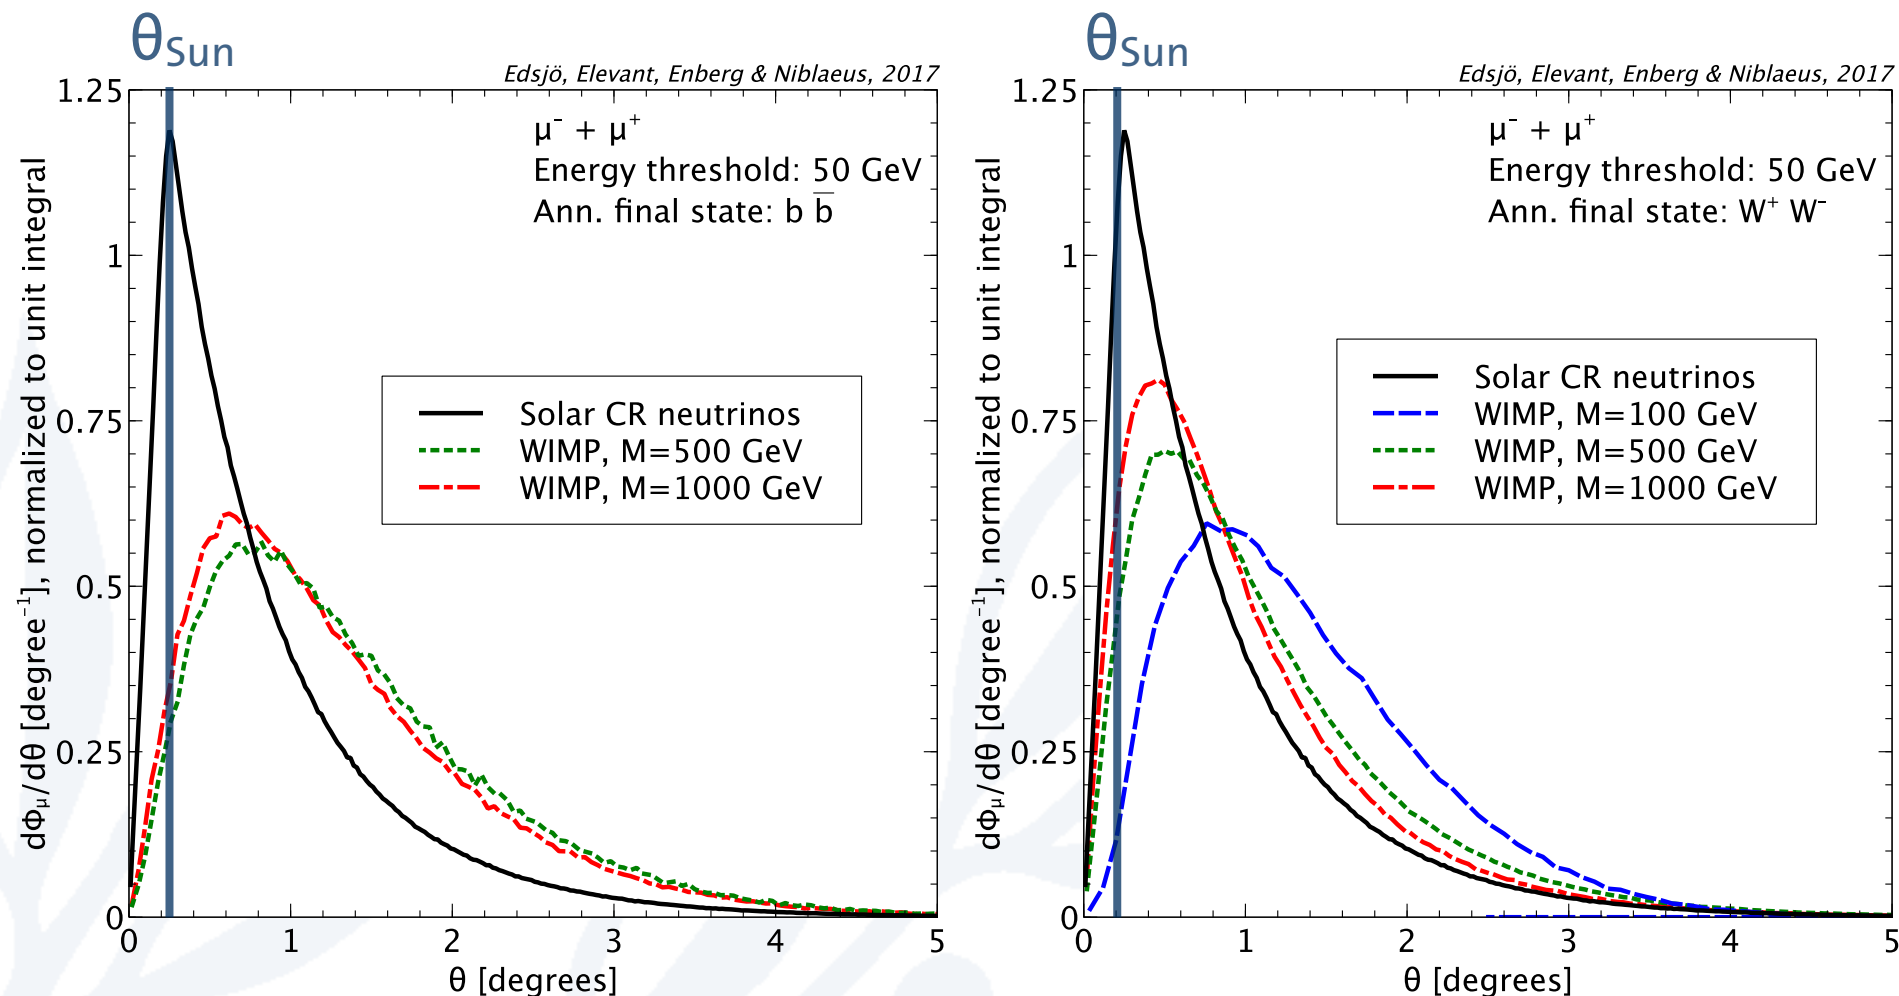 θSun
Edsjö, Elevant, Enberg & Niblaeus, 2017
1.25
1
0.75
0.5
0.25
0
dΦμ/dθ [degree⁻¹], normalized to unit integral
μ⁻ + μ⁺
Energy threshold: 50 GeV
Ann. final state: b b̅
Solar CR neutrinos
WIMP, M=500 GeV
WIMP, M=1000 GeV
0 1 2 3 4 5
θ [degrees]
θSun
Edsjö, Elevant, Enberg & Niblaeus, 2017
1.25
1
0.75
0.5
0.25
0
dΦμ/dθ [degree⁻¹], normalized to unit integral
μ⁻ + μ⁺
Energy threshold: 50 GeV
Ann. final state: W⁺ W⁻
Solar CR neutrinos
WIMP, M=100 GeV
WIMP, M=500 GeV
WIMP, M=1000 GeV
0 1 2 3 4 5
θ [degrees]